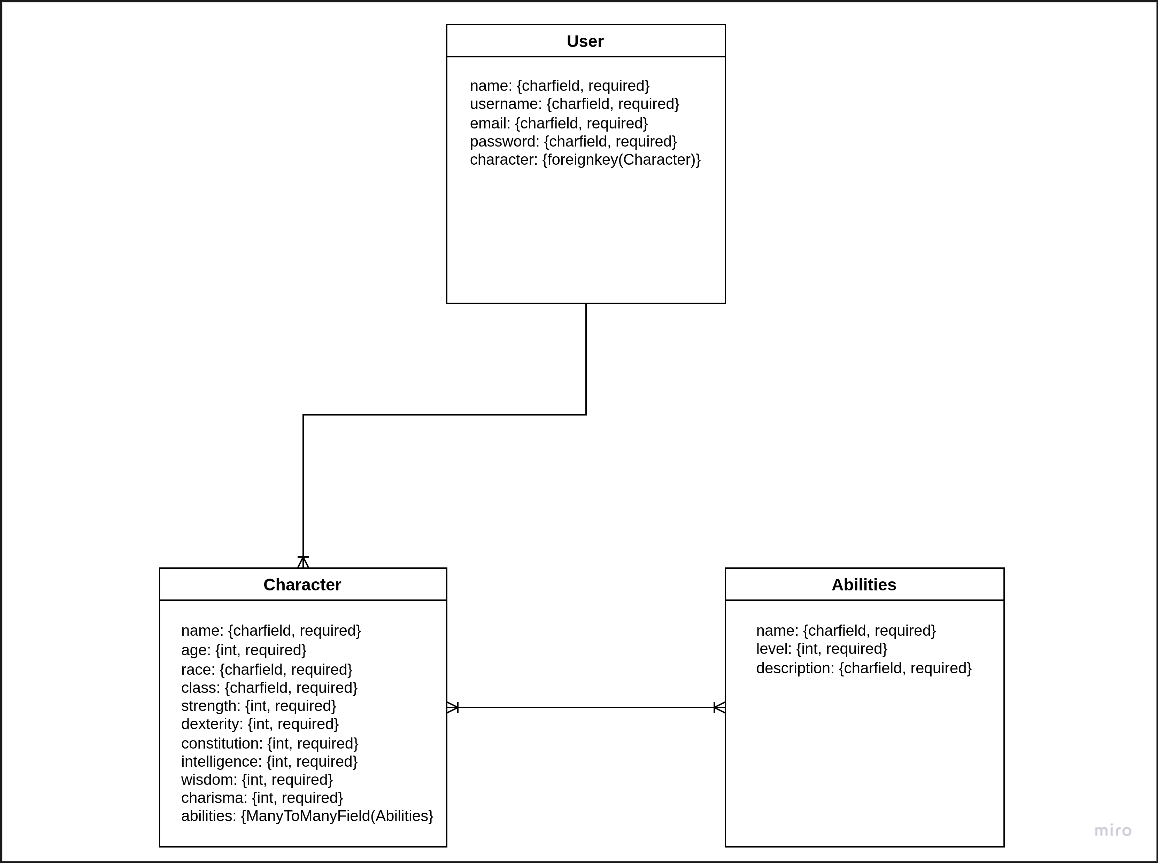 User
name: {charfield, required}
username: {charfield, required}
email: {charfield, required}
password: {charfield, required}
character: {foreignkey(Character)}
Character
name: {charfield, required}
age: {int, required}
race: {charfield, required}
class: {charfield, required}
strength: {int, required}
dexterity: {int, required}
constitution: {int, required}
intelligence: {int, required}
wisdom: {int, required}
charisma: {int, required}
abilities: {ManyToManyField(Abilities}
Abilities
name: {charfield, required}
level: {int, required}
description: {charfield, required}
miro